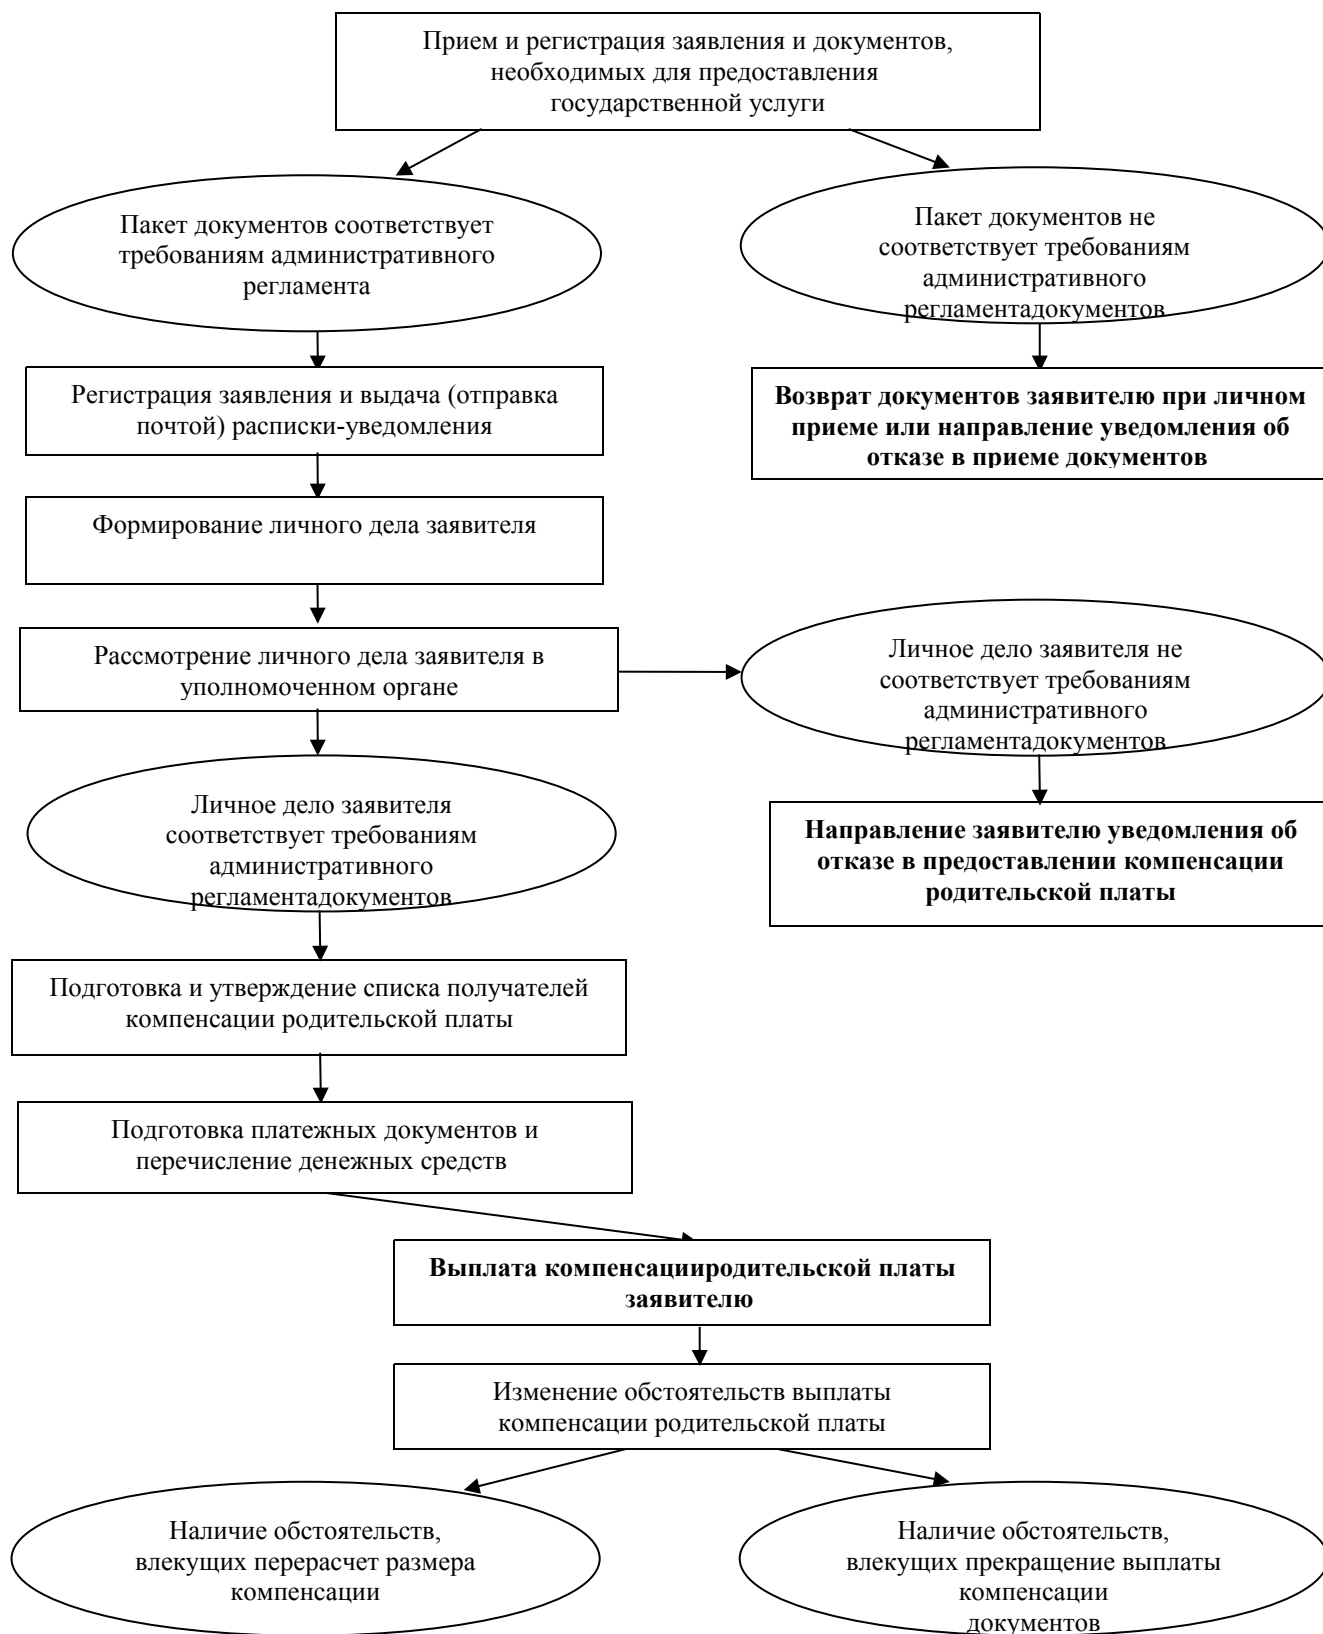 Прием и регистрация заявления и документов,
необходимых для предоставления
государственной услуги
Пакет документов соответствует
требованиям административного
регламента
Пакет документов не
соответствует требованиям
административного
регламентадокументов
Регистрация заявления и выдача (отправка
почтой) расписки-уведомления
Возврат документов заявителю при личном
приеме или направление уведомления об
отказе в приеме документов
Формирование личного дела заявителя
Рассмотрение личного дела заявителя в
уполномоченном органе
Личное дело заявителя не
соответствует требованиям
административного
регламентадокументов
Личное дело заявителя
соответствует требованиям
административного
регламентадокументов
Направление заявителю уведомления об
отказе в предоставлении компенсации
родительской платы
Подготовка и утверждение списка получателей
компенсации родительской платы
Подготовка платежных документов и
перечисление денежных средств
Выплата компенсацииродительской платы
заявителю
Изменение обстоятельств выплаты
компенсации родительской платы
Наличие обстоятельств,
влекущих перерасчет размера
компенсации
Наличие обстоятельств,
влекущих прекращение выплаты
компенсации
документов